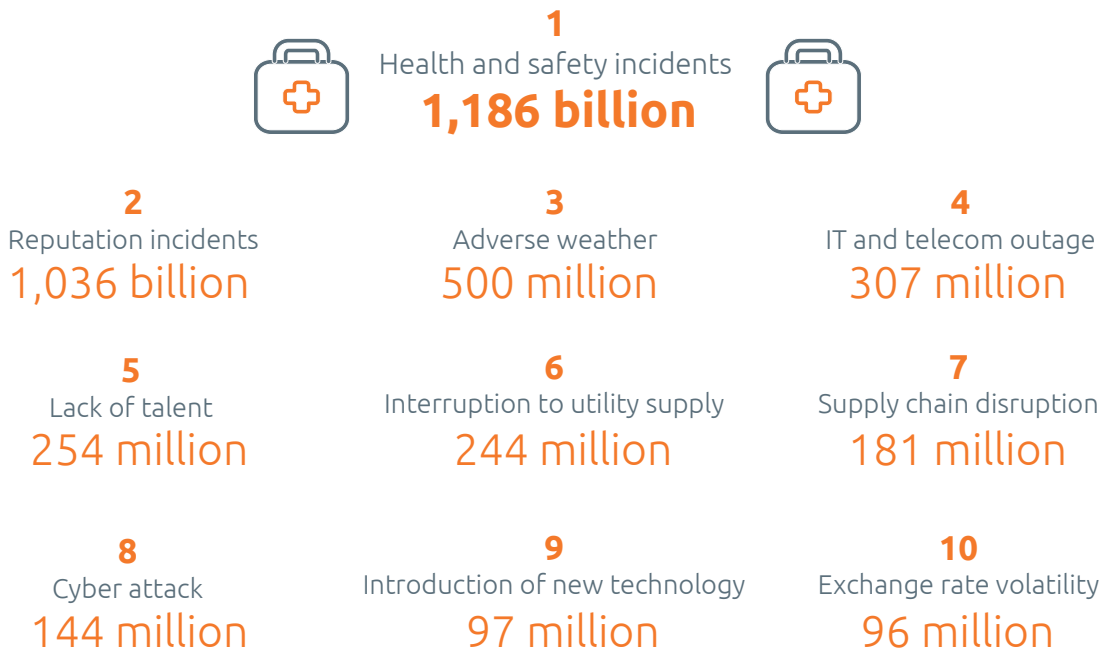 1
Health and safety incidents
1,186 billion
2
Reputation incidents
1,036 billion
3
Adverse weather
500 million
4
IT and telecom outage
307 million
5
Lack of talent
254 million
6
Interruption to utility supply
244 million
7
Supply chain disruption
181 million
8
Cyber attack
144 million
9
Introduction of new technology
97 million
10
Exchange rate volatility
96 million